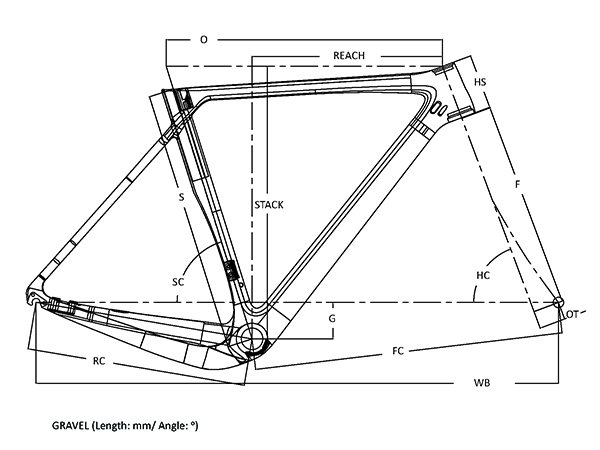 O
REACH
HS
S
F
STACK
SC
HC
G
OT
RC
FC
WB
GRAVEL (Length: mm/ Angle: º)